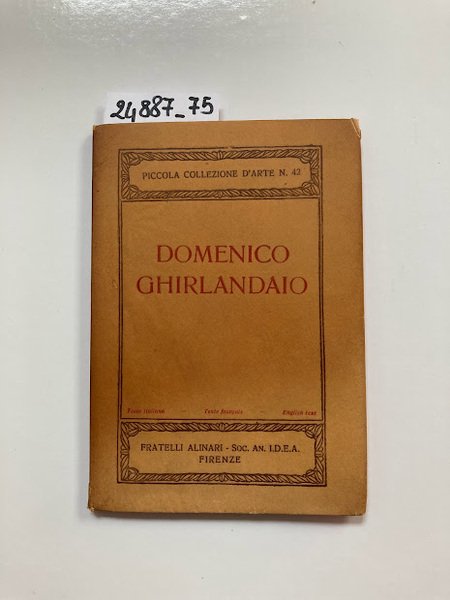 24887_75
PICCOLA COLLEZIONE D'ARTE N. 42
DOMENICO
GHIRLANDAIO
Testo italiano - Texte français - English text
FRATELLI ALINARI - SOC. AN. I.D.E.A.
FIRENZE